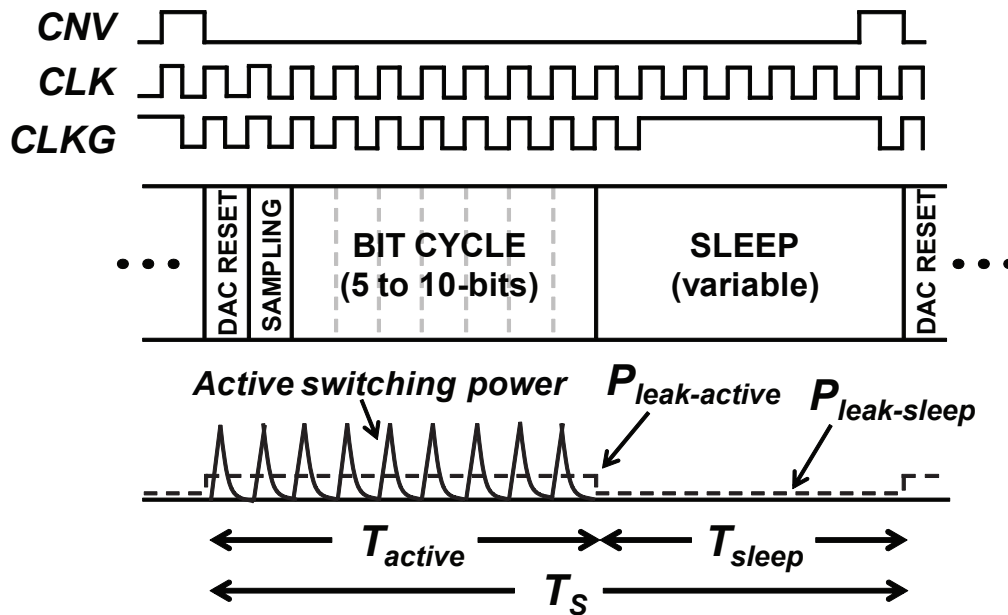 CNV
CLK
CLKG
DAC RESET
SAMPLING
BIT CYCLE
(5 to 10-bits)
SLEEP
(variable)
DAC RESET
Active switching power
P_leak-active
P_leak-sleep
T_active
T_sleep
T_S